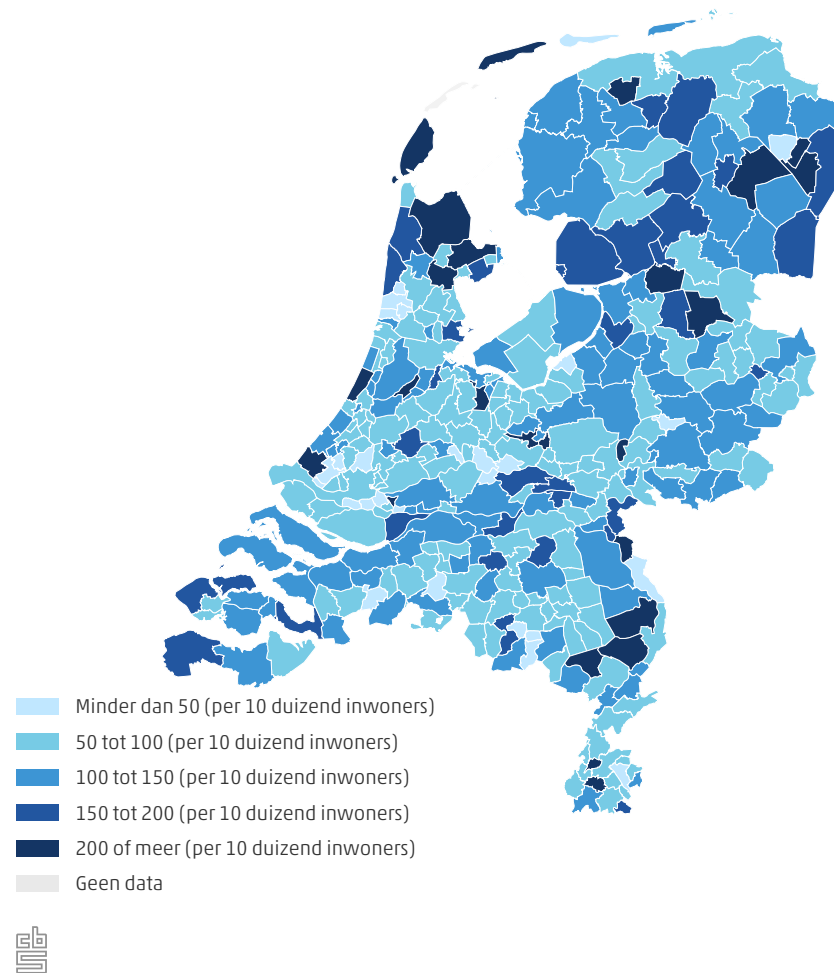 Minder dan 50 (per 10 duizend inwoners)
50 tot 100 (per 10 duizend inwoners)
100 tot 150 (per 10 duizend inwoners)
150 tot 200 (per 10 duizend inwoners)
200 of meer (per 10 duizend inwoners)
Geen data
cbs